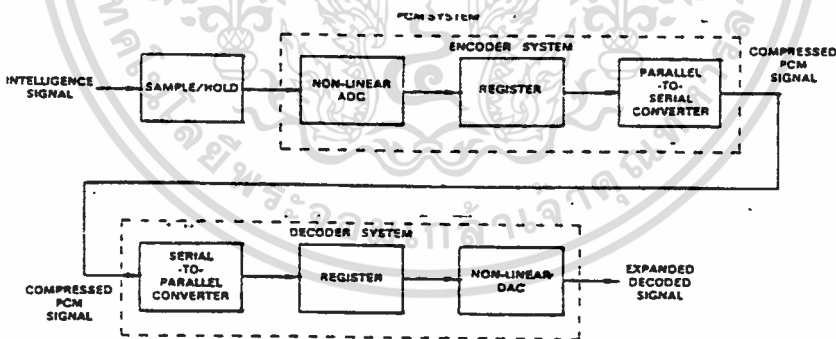 PCM SYSTEM
ENCODER SYSTEM
INTELLIGENCE
SIGNAL
SAMPLE/HOLD
NON-LINEAR
ADC
REGISTER
PARALLEL
-TO-
SERIAL
CONVERTER
COMPRESSED
PCM
SIGNAL
DECODER SYSTEM
COMPRESSED
PCM
SIGNAL
SERIAL
-TO-
PARALLEL
CONVERTER
REGISTER
NON-LINEAR
DAC
EXPANDED
DECODED
SIGNAL